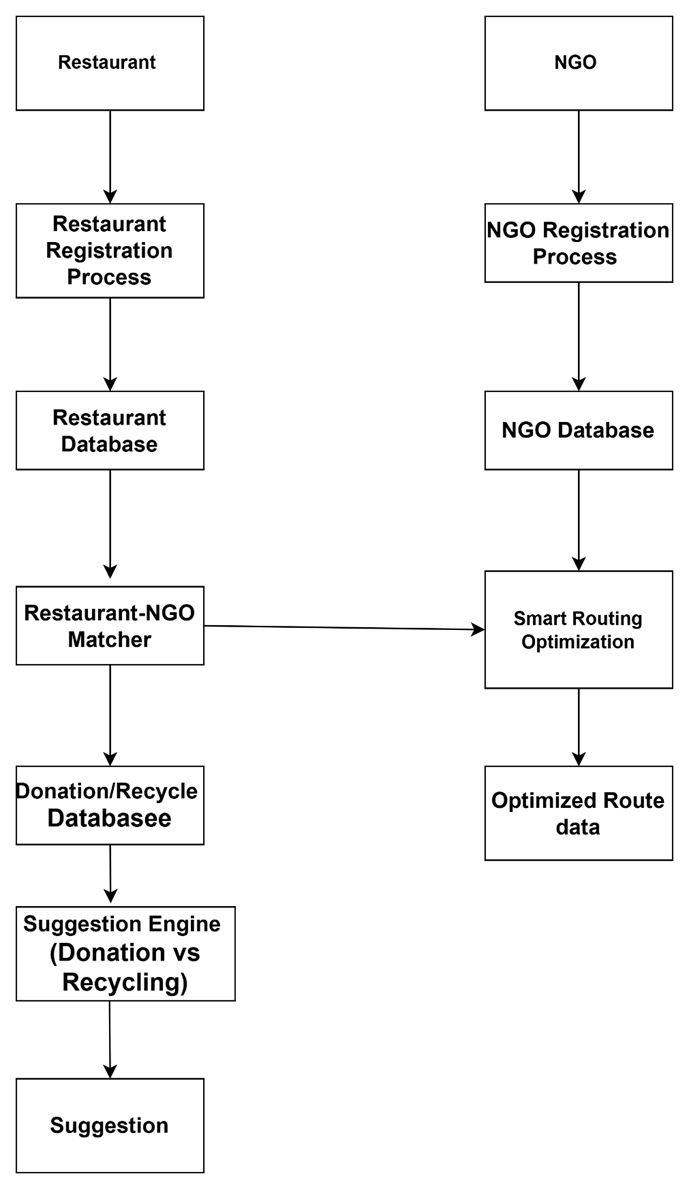 Restaurant
NGO
Restaurant
Registration
Process
NGO Registration
Process
Restaurant
Database
NGO Database
Restaurant-NGO
Matcher
Smart Routing
Optimization
Donation/Recycle
Databasee
Optimized Route
data
Suggestion Engine
(Donation vs
Recycling)
Suggestion